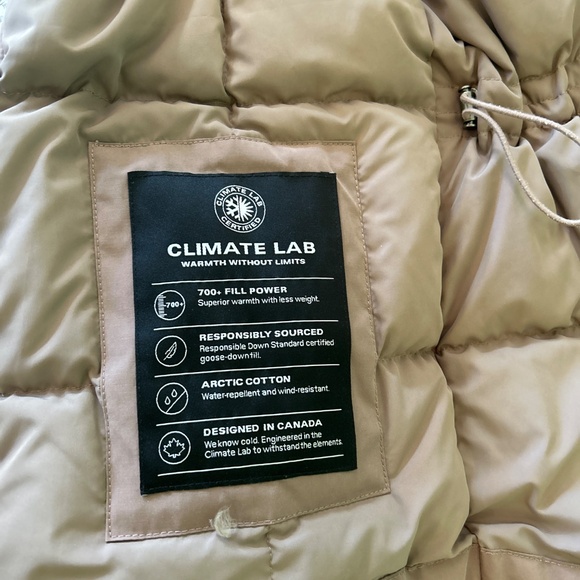 CLIMATE LAB
CERTIFIED
CLIMATE LAB
WARMTH WITHOUT LIMITS
-700+
700+ FILL POWER
Superior warmth with less weight.
RESPONSIBLY SOURCED
Responsible Down Standard certified
goose-down fill.
ARCTIC COTTON
Water-repellent and wind-resistant.
DESIGNED IN CANADA
We know cold. Engineered in the
Climate Lab to withstand the elements.